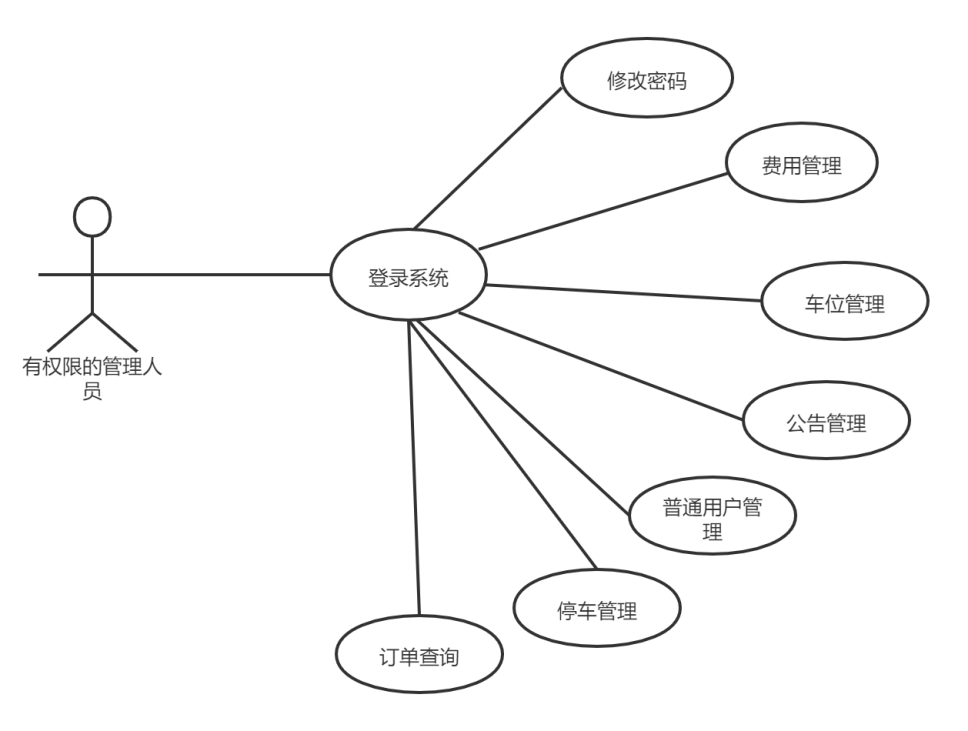 修改密码
费用管理
登录系统
车位管理
有权限的管理人
员
公告管理
普通用户管
理
停车管理
订单查询